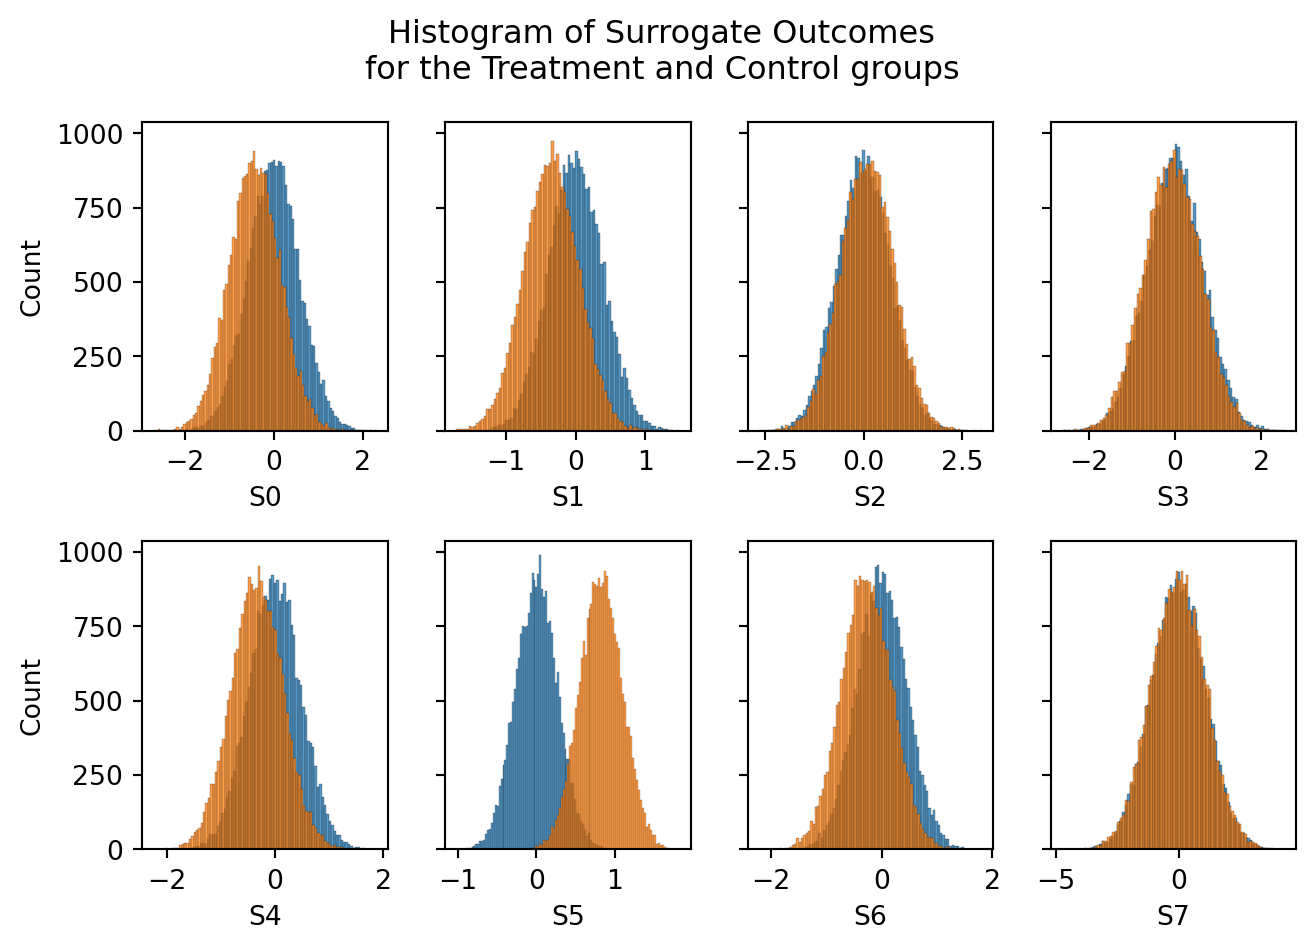 Histogram of Surrogate Outcomes
for the Treatment and Control groups
1000
750
500
250
0
Count
−2 0 2
S0
−1 0 1
S1
−2.5 0.0 2.5
S2
−2 0 2
S3
1000
750
500
250
0
Count
−2 0 2
S4
−1 0 1
S5
−2 0 2
S6
−5 0
S7